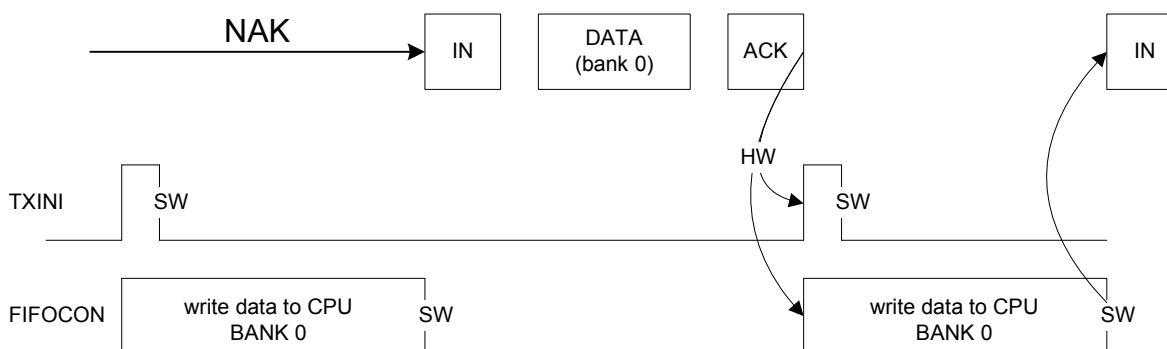 NAK
IN
DATA
(bank 0)
ACK
IN
HW
TXINI
SW
SW
FIFOCON
write data to CPU
BANK 0
SW
write data to CPU
BANK 0
SW